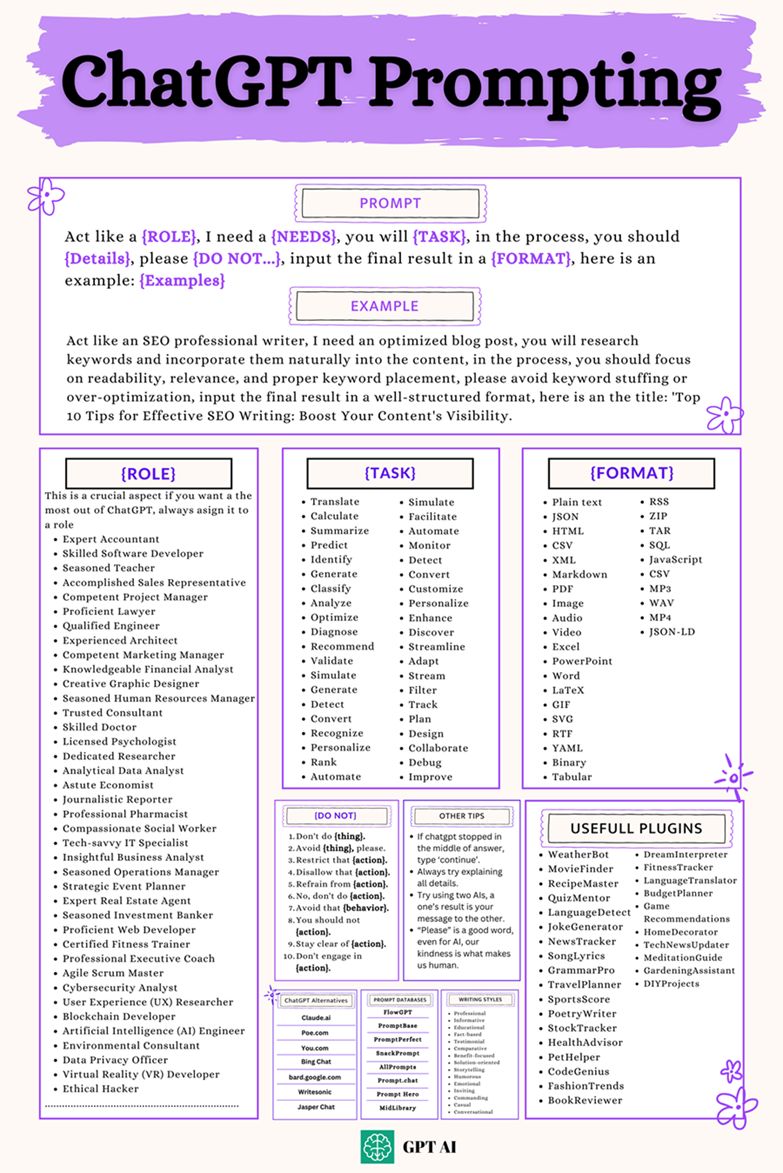 ChatGPT Prompting
PROMPT
Act like a {ROLE}, I need a {NEEDS}, you will {TASK}, in the process, you should
{Details}, please {DO NOT...}, input the final result in a {FORMAT}, here is an
example: {Examples}
EXAMPLE
Act like an SEO professional writer, I need an optimized blog post, you will research
keywords and incorporate them naturally into the content, in the process, you should focus
on readability, relevance, and proper keyword placement, please avoid keyword stuffing or
over-optimization, input the final result in a well-structured format, here is an the title: 'Top
10 Tips for Effective SEO Writing: Boost Your Content's Visibility.
{ROLE}
This is a crucial aspect if you want a the
most out of ChatGPT, always asign it to
a role
• Expert Accountant
• Skilled Software Developer
• Seasoned Teacher
• Accomplished Sales Representative
• Competent Project Manager
• Proficient Lawyer
• Qualified Engineer
• Experienced Architect
• Competent Marketing Manager
• Knowledgeable Financial Analyst
• Creative Graphic Designer
• Seasoned Human Resources Manager
• Trusted Consultant
• Skilled Doctor
• Licensed Psychologist
• Dedicated Researcher
• Analytical Data Analyst
• Astute Economist
• Journalistic Reporter
• Professional Pharmacist
• Compassionate Social Worker
• Tech-savvy IT Specialist
• Insightful Business Analyst
• Seasoned Operations Manager
• Strategic Event Planner
• Expert Real Estate Agent
• Seasoned Investment Banker
• Proficient Web Developer
• Certified Fitness Trainer
• Professional Executive Coach
• Agile Scrum Master
• Cybersecurity Analyst
• User Experience (UX) Researcher
• Blockchain Developer
• Artificial Intelligence (AI) Engineer
• Environmental Consultant
• Data Privacy Officer
• Virtual Reality (VR) Developer
• Ethical Hacker
{TASK}
• Translate
• Calculate
• Summarize
• Predict
• Identify
• Generate
• Classify
• Analyze
• Optimize
• Diagnose
• Recommend
• Validate
• Simulate
• Generate
• Detect
• Convert
• Recognize
• Personalize
• Rank
• Automate
• Simulate
• Facilitate
• Automate
• Monitor
• Detect
• Convert
• Customize
• Personalize
• Enhance
• Discover
• Streamline
• Adapt
• Stream
• Filter
• Track
• Plan
• Design
• Collaborate
• Debug
• Improve
{FORMAT}
• Plain text
• JSON
• HTML
• CSV
• XML
• Markdown
• PDF
• Image
• Audio
• Video
• Excel
• PowerPoint
• Word
• LaTeX
• GIF
• SVG
• RTF
• YAML
• Binary
• Tabular
• RSS
• ZIP
• TAR
• SQL
• JavaScript
• CSV
• MP3
• WAV
• MP4
• JSON-LD
{DO NOT}
1. Don't do {thing}.
2. Avoid {thing}, please.
3. Restrict that {action}.
4. Disallow that {action}.
5. Refrain from {action}.
6. No, don't do {action}.
7. Avoid that {behavior}.
8. You should not
{action}.
9. Stay clear of {action}.
10. Don't engage in
{action}.
OTHER TIPS
• If chatgpt stopped in
the middle of answer,
type 'continue'.
• Always try explaining
all details.
• Try using two AIs, a
one's result is your
message to the other.
• "Please" is a good word,
even for AI, our
kindness is what makes
us human.
USEFULL PLUGINS
• WeatherBot
• MovieFinder
• RecipeMaster
• QuizMentor
• LanguageDetect
• JokeGenerator
• NewsTracker
• SongLyrics
• GrammarPro
• TravelPlanner
• SportsScore
• PoetryWriter
• StockTracker
• HealthAdvisor
• PetHelper
• CodeGenius
• FashionTrends
• BookReviewer
• DreamInterpreter
• FitnessTracker
• LanguageTranslator
• BudgetPlanner
• Game
Recommendations
• HomeDecorator
• TechNewsUpdater
• MeditationGuide
• GardeningAssistant
• DIYProjects
ChatGPT Alternatives
Claude.ai
Poe.com
You.com
Bing Chat
bard.google.com
Writesonic
Jasper Chat
PROMPT DATABASES
FlowGPT
PromptBase
PromptPerfect
SnackPrompt
AllPrompts
Prompt.chat
Prompt Hero
MidLibrary
WRITING STYLES
• Professional
• Informative
• Educational
• Fact-based
• Testimonial
• Comparative
• Benefit-focused
• Solution-oriented
• Storytelling
• Humorous
• Emotional
• Inviting
• Commanding
• Casual
• Conversational
GPT AI